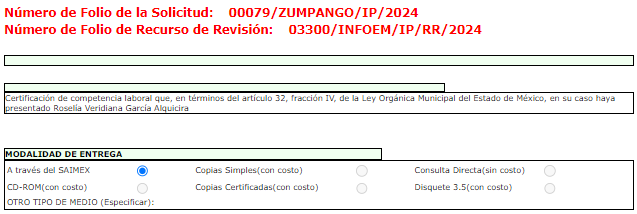 Número de Folio de la Solicitud: 00079/ZUMPANGO/IP/2024
Número de Folio de Recurso de Revisión: 03300/INFOEM/IP/RR/2024
Certificación de competencia laboral que, en términos del artículo 32, fracción IV, de la Ley Orgánica Municipal del Estado de México, en su caso haya
presentado Roselía Veridiana García Alquicira
MODALIDAD DE ENTREGA
A través del SAIMEX Copias Simples(con costo) Consulta Directa(sin costo)
CD-ROM(con costo) Copias Certificadas(con costo) Disquete 3.5(con costo)
OTRO TIPO DE MEDIO (Especificar):